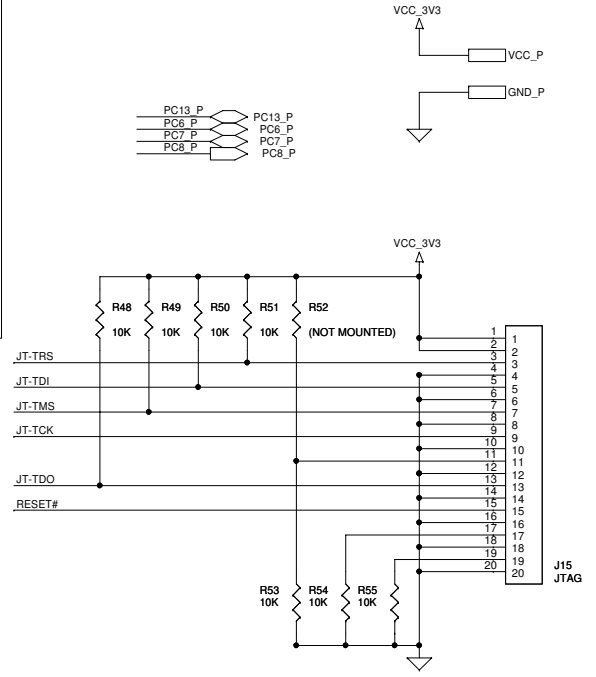 VCC_3V3
VCC_P
GND_P
PC13_P PC13_P
PC6_P PC6_P
PC7_P PC7_P
PC8_P PC8_P
VCC_3V3
R48 R49 R50 R51 R52
10K 10K 10K 10K (NOT MOUNTED)
1 1
2 2
JT-TRS 3 3
4 4
JT-TDI 5 5
6 6
JT-TMS 7 7
8 8
JT-TCK 9 9
10 10
11 11
12 12
JT-TDO 13 13
14 14
RESET# 15 15
16 16
17 17
18 18
19 19
20 20
J15
JTAG
R53 R54 R55
10K 10K 10K